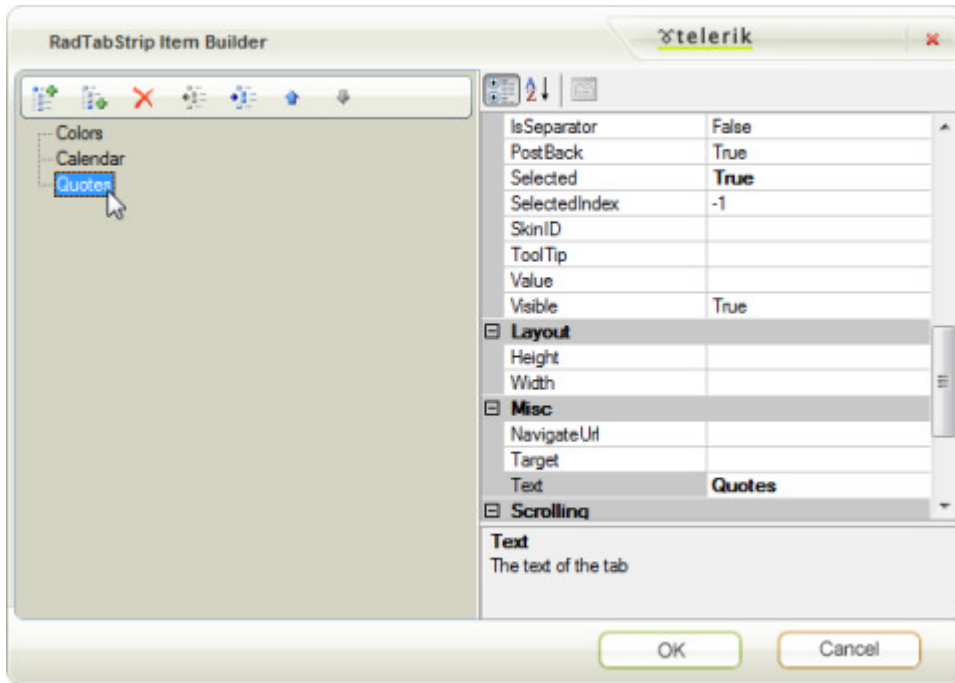 RadTabStrip Item Builder
telerik
Colors
Calendar
Quotes
IsSeparator False
PostBack True
Selected True
SelectedIndex -1
SkinID
ToolTip
Value
Visible True
Layout
Height
Width
Misc
NavigateUrl
Target
Text Quotes
Scrolling
Text
The text of the tab
OK Cancel